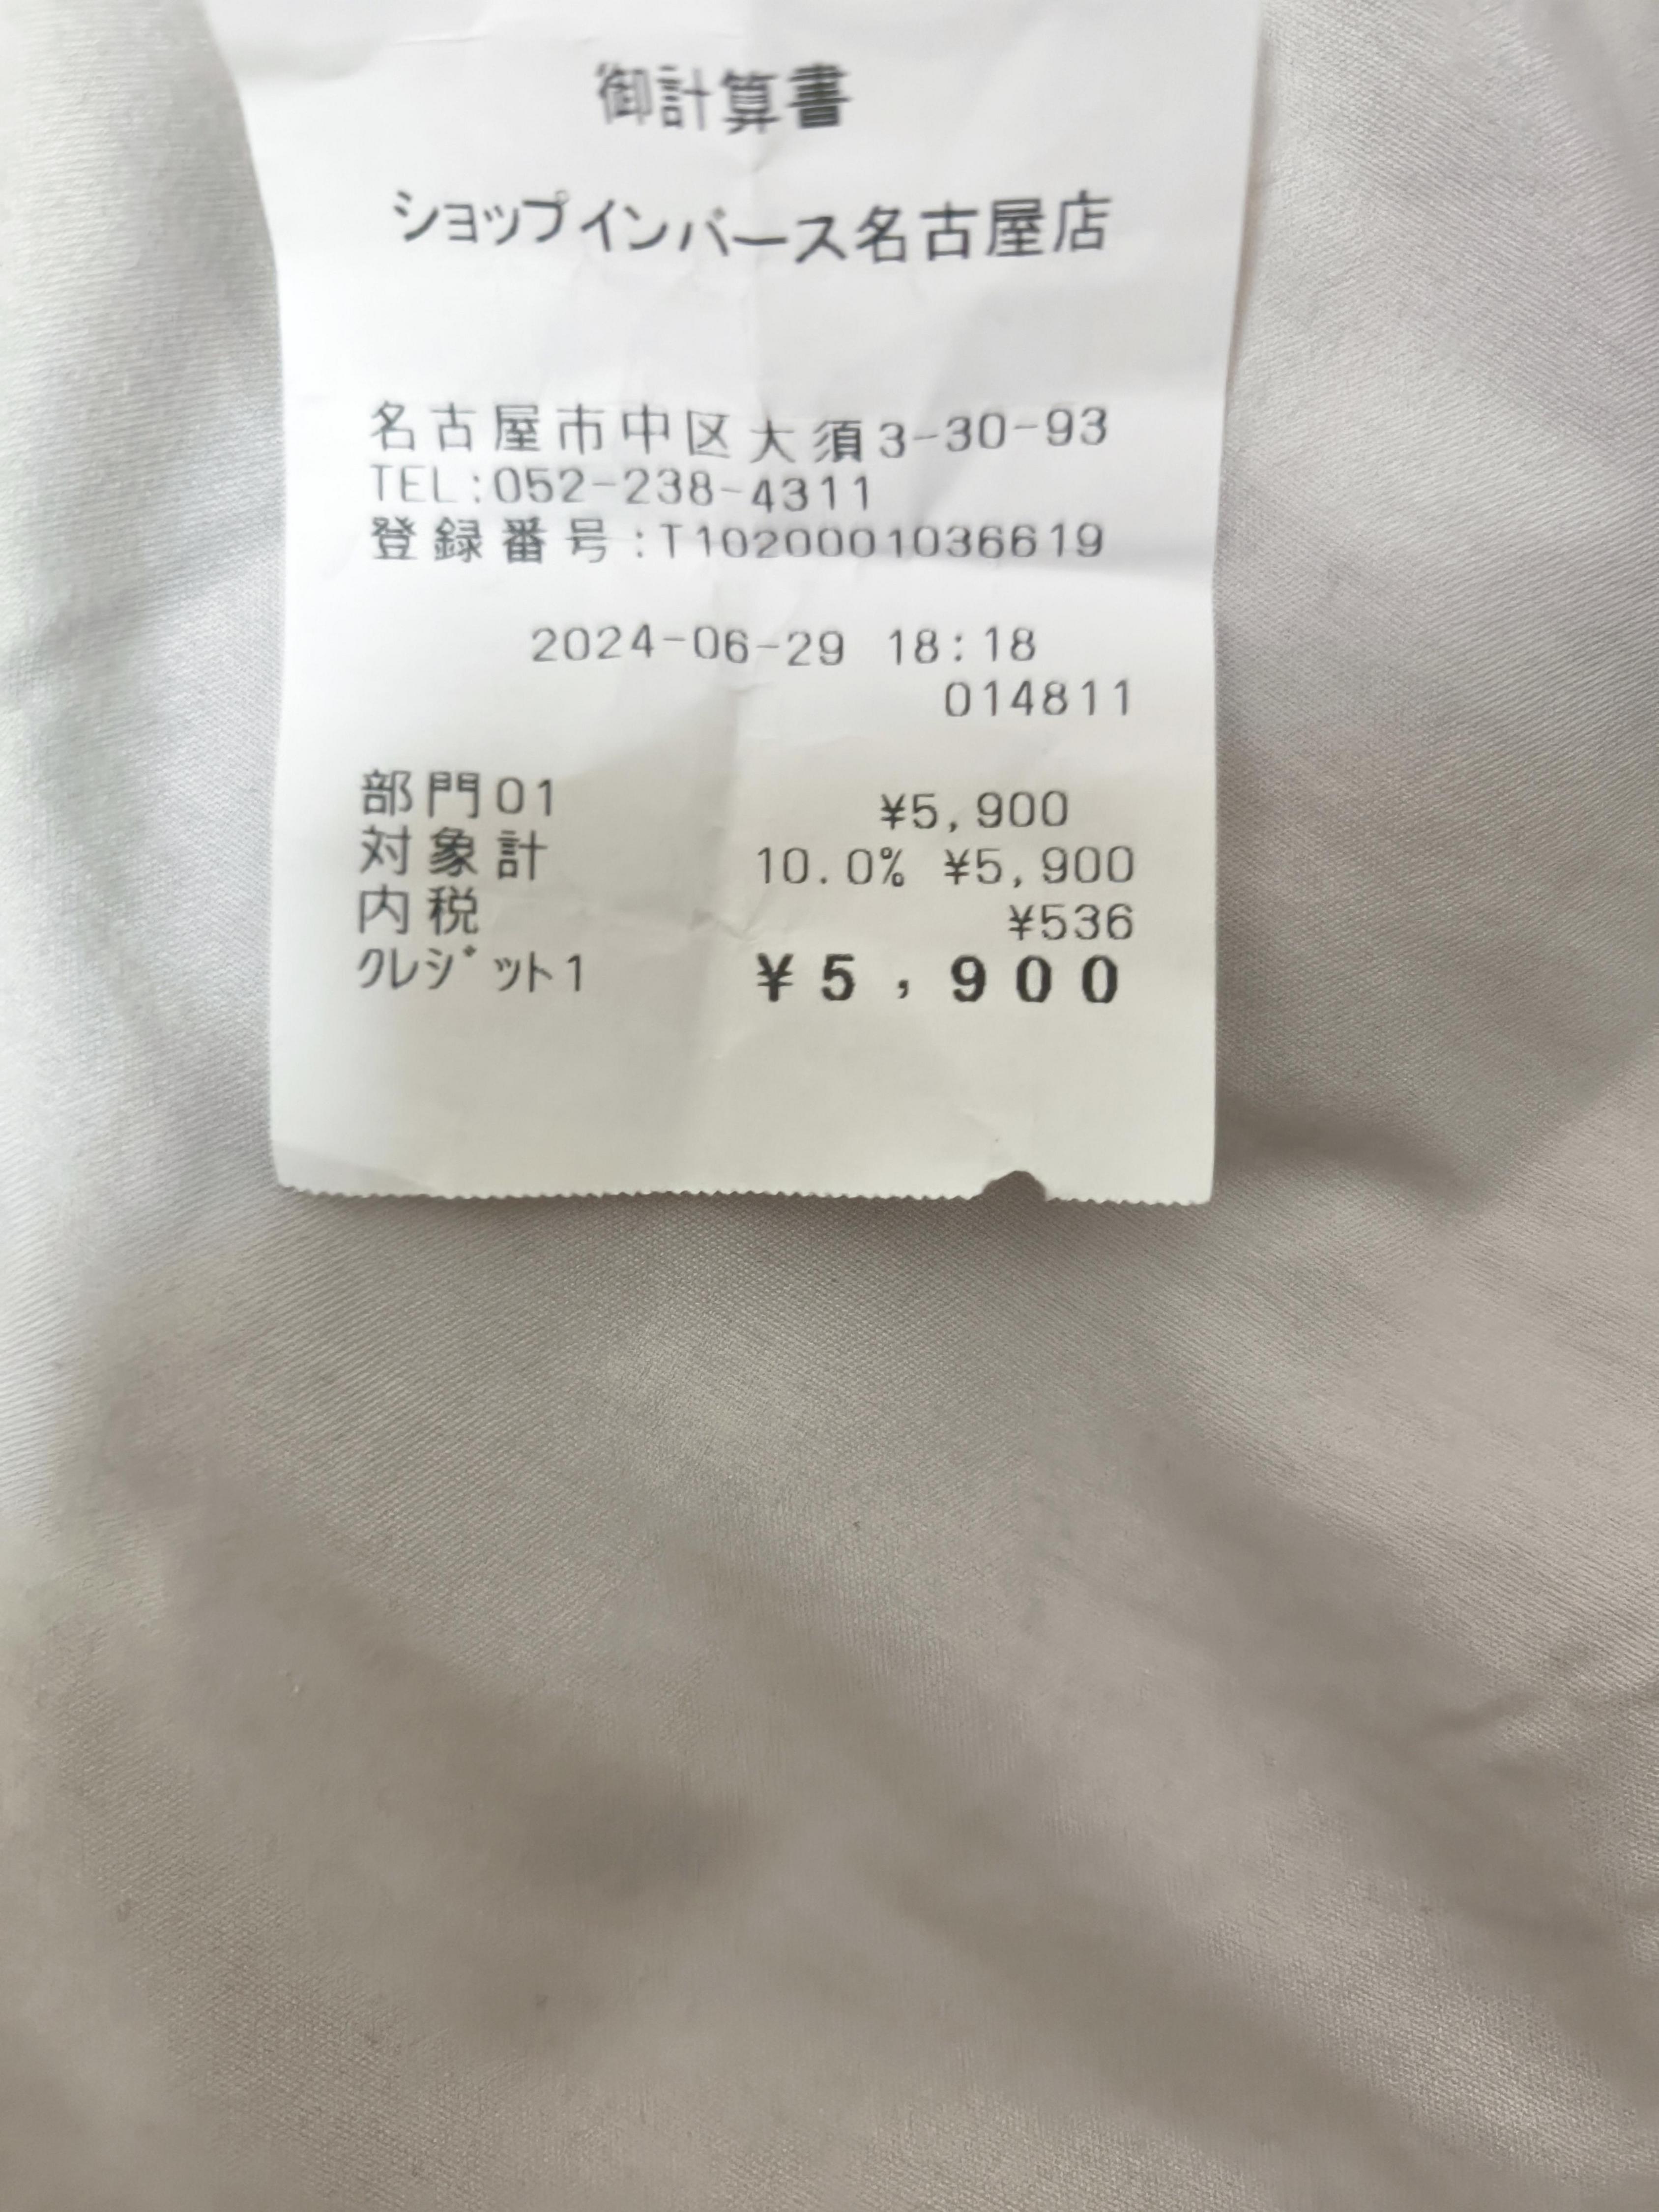 御計算書
ショップインバース名古屋店
名古屋市中区大須3-30-93
TEL:052-238-4311
登録番号:T1020001036619
2024-06-29 18:18
014811
部門01 ¥5,900
対象計 10.0% ¥5,900
内税 ¥536
ｸﾚｼﾞｯﾄ1 ¥5,900